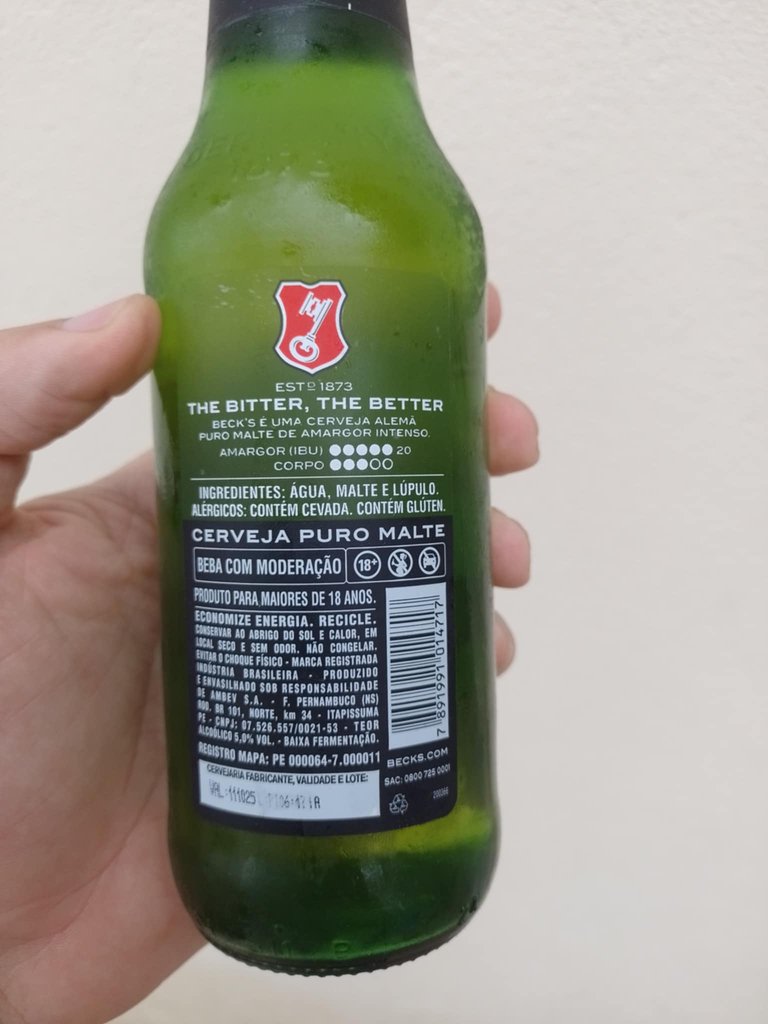 ESTD 1873
THE BITTER, THE BETTER
BECK'S É UMA CERVEJA ALEMÃ
PURO MALTE DE AMARGOR INTENSO.
AMARGOR (IBU) 20
CORPO
INGREDIENTES: ÁGUA, MALTE E LÚPULO.
ALÉRGICOS: CONTÉM CEVADA. CONTÉM GLÚTEN.
CERVEJA PURO MALTE
BEBA COM MODERAÇÃO 18+
PRODUTO PARA MAIORES DE 18 ANOS.
ECONOMIZE ENERGIA. RECICLE.
CONSERVAR AO ABRIGO DO SOL E CALOR, EM
LOCAL SECO E SEM ODOR. NÃO CONGELAR.
EVITAR O CHOQUE FÍSICO - MARCA REGISTRADA
INDÚSTRIA BRASILEIRA - PRODUZIDO
E ENVASILHADO SOB RESPONSABILIDADE
DE AMBEV S.A. - F. PERNAMBUCO (NS)
ROD. BR 101, NORTE, km 34 - ITAPISSUMA
PE - CNPJ: 07.526.557/0021-53 - TEOR
ALCOÓLICO 5,0% VOL. - BAIXA FERMENTAÇÃO.
REGISTRO MAPA: PE 000064-7.000011
CERVEJARIA FABRICANTE, VALIDADE E LOTE:
VAL:111025
7 891991 014717
BECKS.COM
SAC: 0800 725 0001